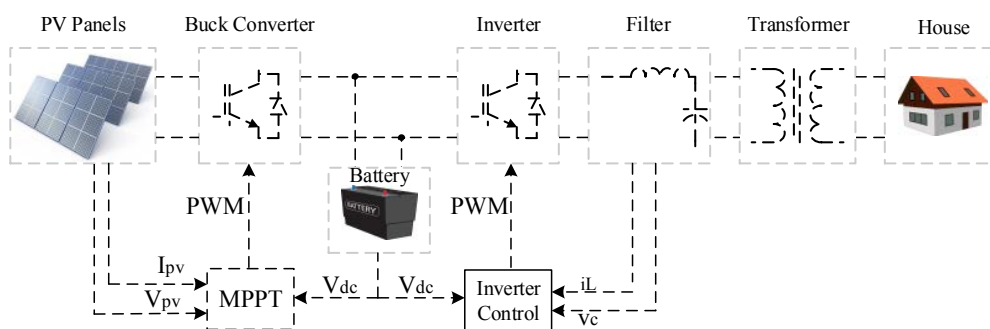 PV Panels
Buck Converter
Inverter
Filter
Transformer
House
Battery
BATTERY
PWM
PWM
Ipv
Vpv
MPPT
Vdc
Vdc
Inverter
Control
iL
Vc